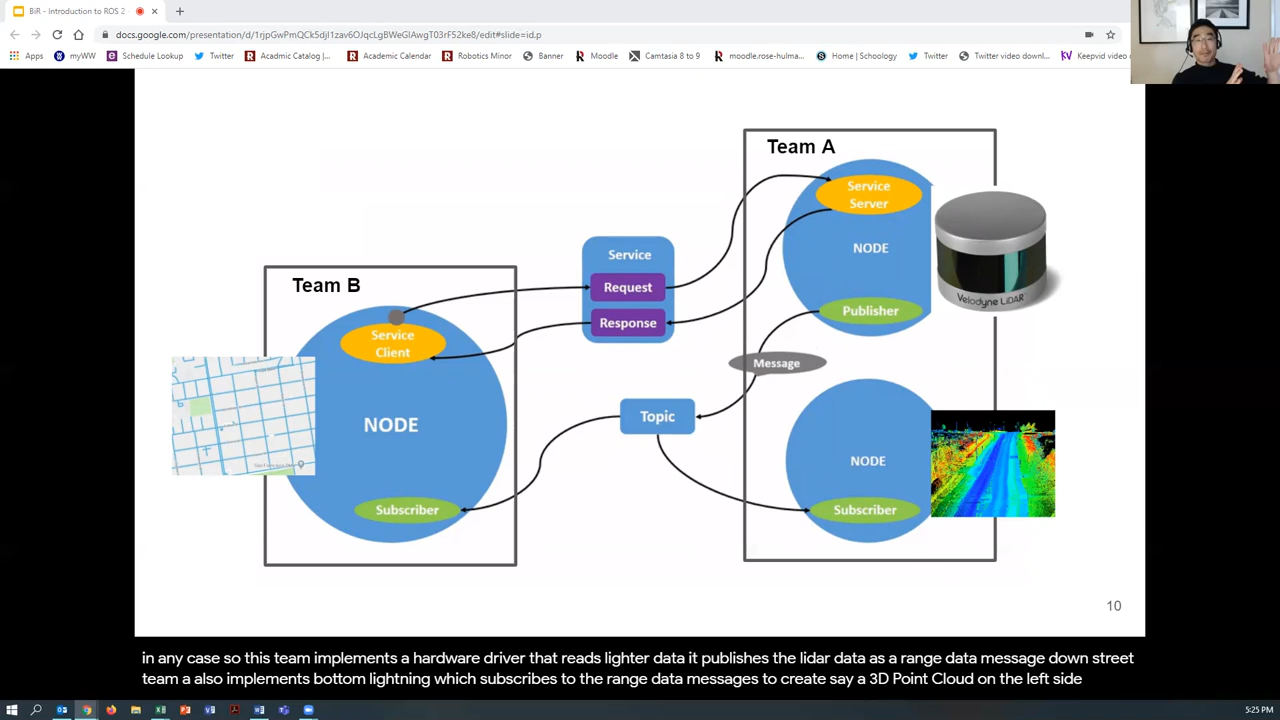 BiR - Introduction to ROS 2
docs.google.com/presentation/d/1rjpGwPmQCk5djl1zav6OJqcLgBWeGIAwgT03rF52ke8/edit#slide=id.p
Apps myWW Schedule Lookup Twitter Acadmic Catalog |... Academic Calendar Robotics Minor Banner Moodle Camtasia 8 to 9 moodle.rose-hulma... Home | Schoology Twitter Twitter video downl... Keepvid video
Team A
Service
Server
NODE
Velodyne LiDAR
Publisher
Service
Request
Response
Team B
Service
Client
NODE
Subscriber
Message
Topic
NODE
Subscriber
10
in any case so this team implements a hardware driver that reads lighter data it publishes the lidar data as a range data message down street
team a also implements bottom lightning which subscribes to the range data messages to create say a 3D Point Cloud on the left side
5:25 PM